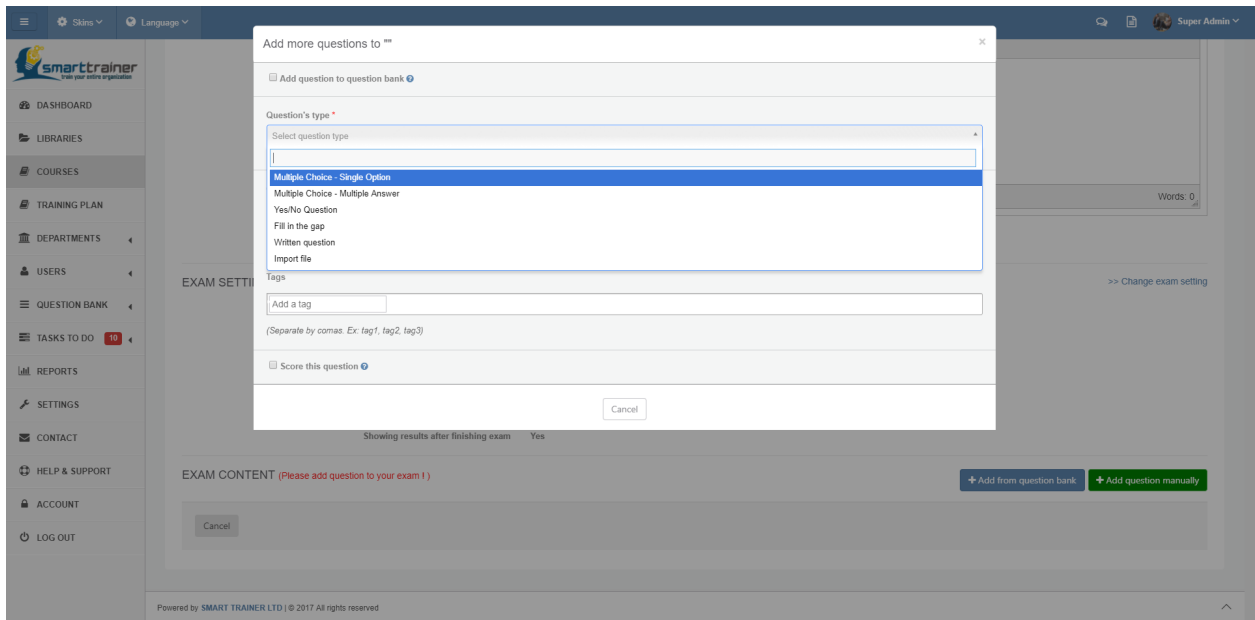 Skins
Language
Super Admin
smarttrainer
train your entire organization
DASHBOARD
LIBRARIES
COURSES
TRAINING PLAN
DEPARTMENTS
USERS
QUESTION BANK
TASKS TO DO 10
REPORTS
SETTINGS
CONTACT
HELP & SUPPORT
ACCOUNT
LOG OUT
Add more questions to ""
×
Add question to question bank
Question's type *
Select question type
Multiple Choice - Single Option
Multiple Choice - Multiple Answer
Yes/No Question
Fill in the gap
Written question
Import file
Tags
Add a tag
(Separate by comas. Ex: tag1, tag2, tag3)
Score this question
Cancel
Words: 0
EXAM SETTI
>> Change exam setting
Showing results after finishing exam Yes
EXAM CONTENT (Please add question to your exam ! )
+ Add from question bank
+ Add question manually
Cancel
Powered by SMART TRAINER LTD | © 2017 All rights reserved